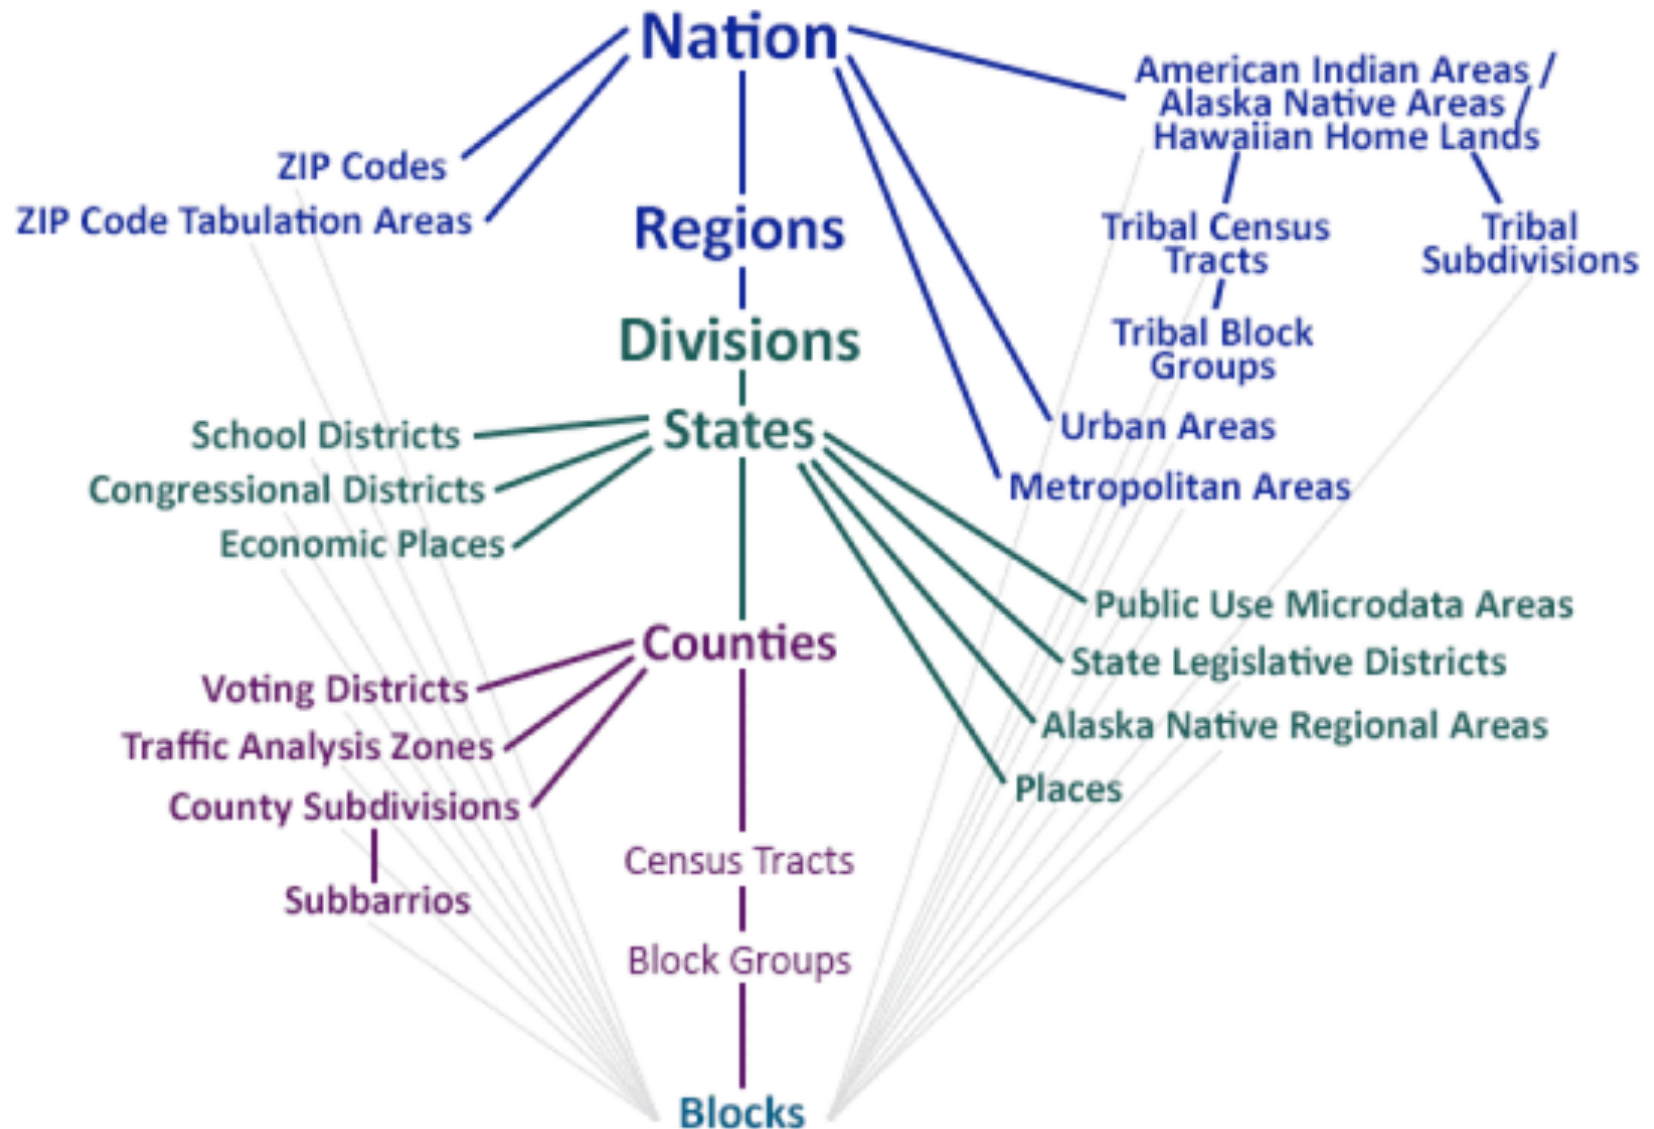 Nation
American Indian Areas /
Alaska Native Areas /
Hawaiian Home Lands
ZIP Codes
ZIP Code Tabulation Areas
Regions
Tribal Census
Tracts
Tribal
Subdivisions
Divisions
Tribal Block
Groups
States
Urban Areas
School Districts
Congressional Districts
Metropolitan Areas
Economic Places
Public Use Microdata Areas
Counties
State Legislative Districts
Voting Districts
Alaska Native Regional Areas
Traffic Analysis Zones
Places
County Subdivisions
Census Tracts
Subbarrios
Block Groups
Blocks